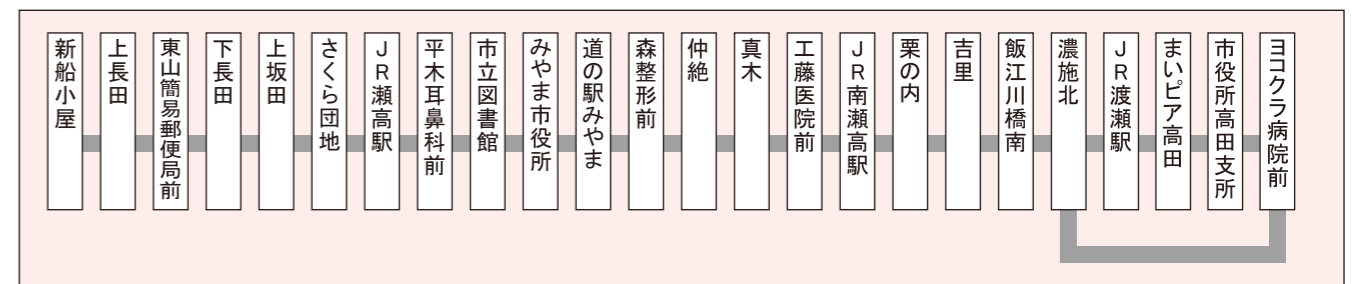 新船小屋
上長田
東山簡易郵便局前
下長田
上坂田
さくら団地
JR瀬高駅
平木耳鼻科前
市立図書館
みやま市役所
道の駅みやま
森整形前
仲絶
真木
工藤医院前
JR南瀬高駅
栗の内
吉里
飯江川橋南
濃施北
JR渡瀬駅
まいピア高田
市役所高田支所
ヨコクラ病院前